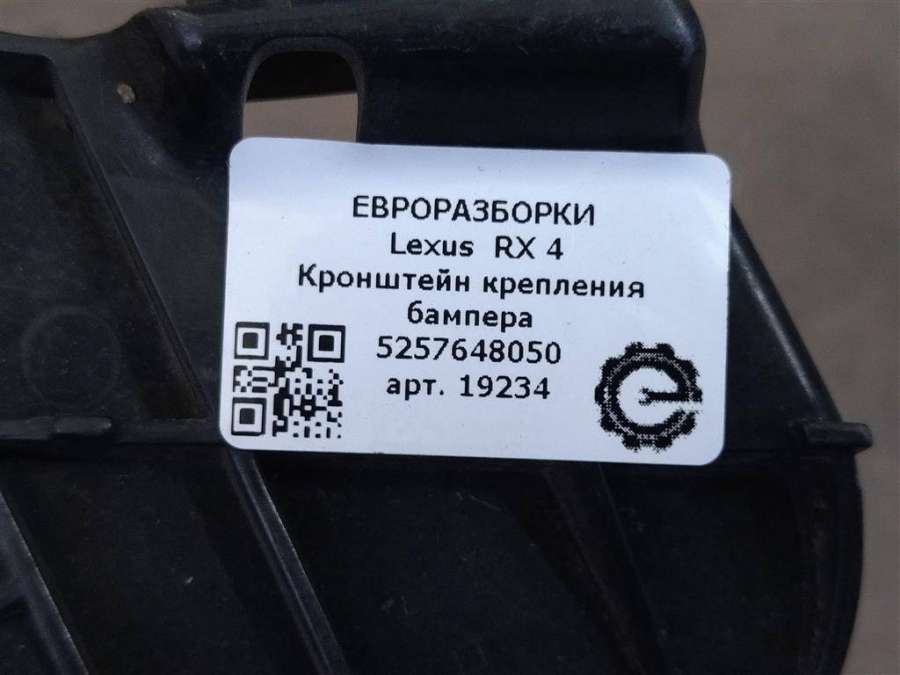 ЕВРОРАЗБОРКИ
Lexus RX 4
Кронштейн крепления
бампера
5257648050
арт. 19234